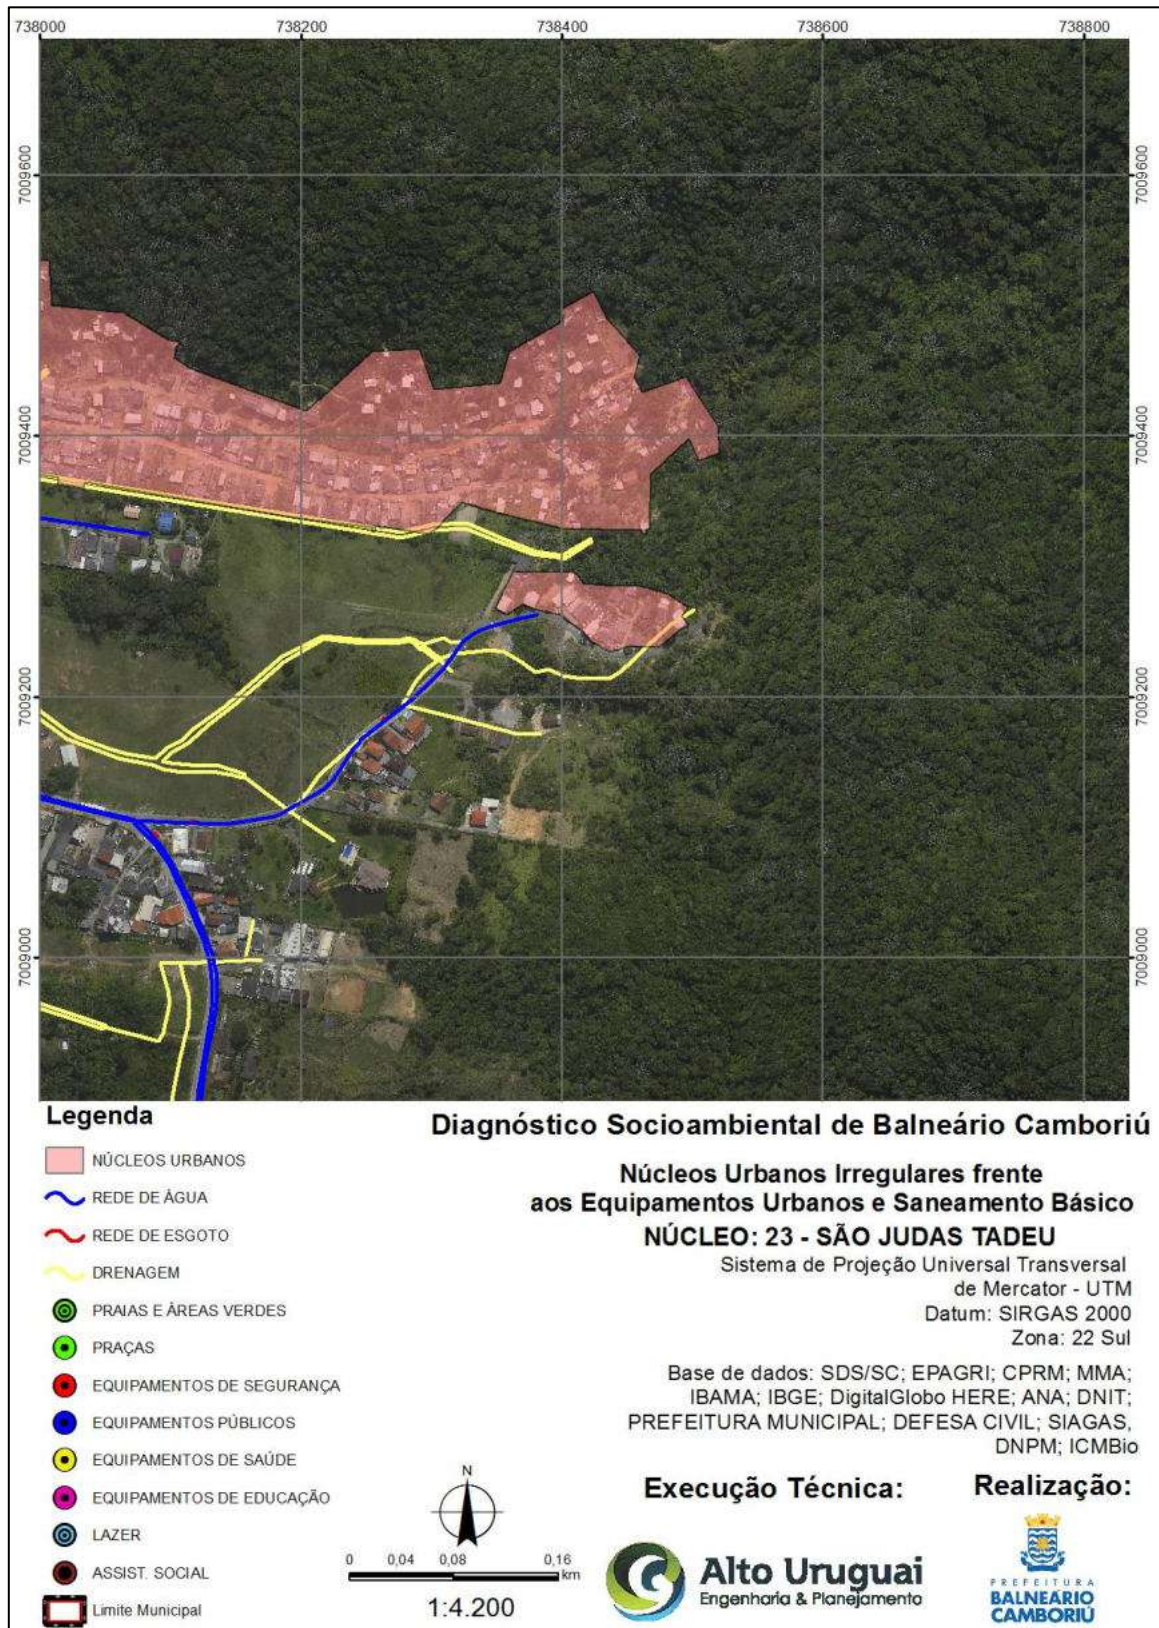 738000 738200 738400 738600 738800
7009600 7009600
7009400 7009400
7009200 7009200
7009000 7009000
Legenda
NÚCLEOS URBANOS
REDE DE ÁGUA
REDE DE ESGOTO
DRENAGEM
PRAIAS E ÁREAS VERDES
PRAÇAS
EQUIPAMENTOS DE SEGURANÇA
EQUIPAMENTOS PÚBLICOS
EQUIPAMENTOS DE SAÚDE
EQUIPAMENTOS DE EDUCAÇÃO
LAZER
ASSIST. SOCIAL
Limite Municipal
N
0 0,04 0,08 0,16
km
1:4.200
Diagnóstico Socioambiental de Balneário Camboriú
Núcleos Urbanos Irregulares frente
aos Equipamentos Urbanos e Saneamento Básico
NÚCLEO: 23 - SÃO JUDAS TADEU
Sistema de Projeção Universal Transversal
de Mercator - UTM
Datum: SIRGAS 2000
Zona: 22 Sul
Base de dados: SDS/SC; EPAGRI; CPRM; MMA;
IBAMA; IBGE; DigitalGlobo HERE; ANA; DNIT;
PREFEITURA MUNICIPAL; DEFESA CIVIL; SIAGAS,
DNPM; ICMBio
Execução Técnica:
Alto Uruguai
Engenharia & Planejamento
Realização:
PREFEITURA
BALNEÁRIO
CAMBORIÚ